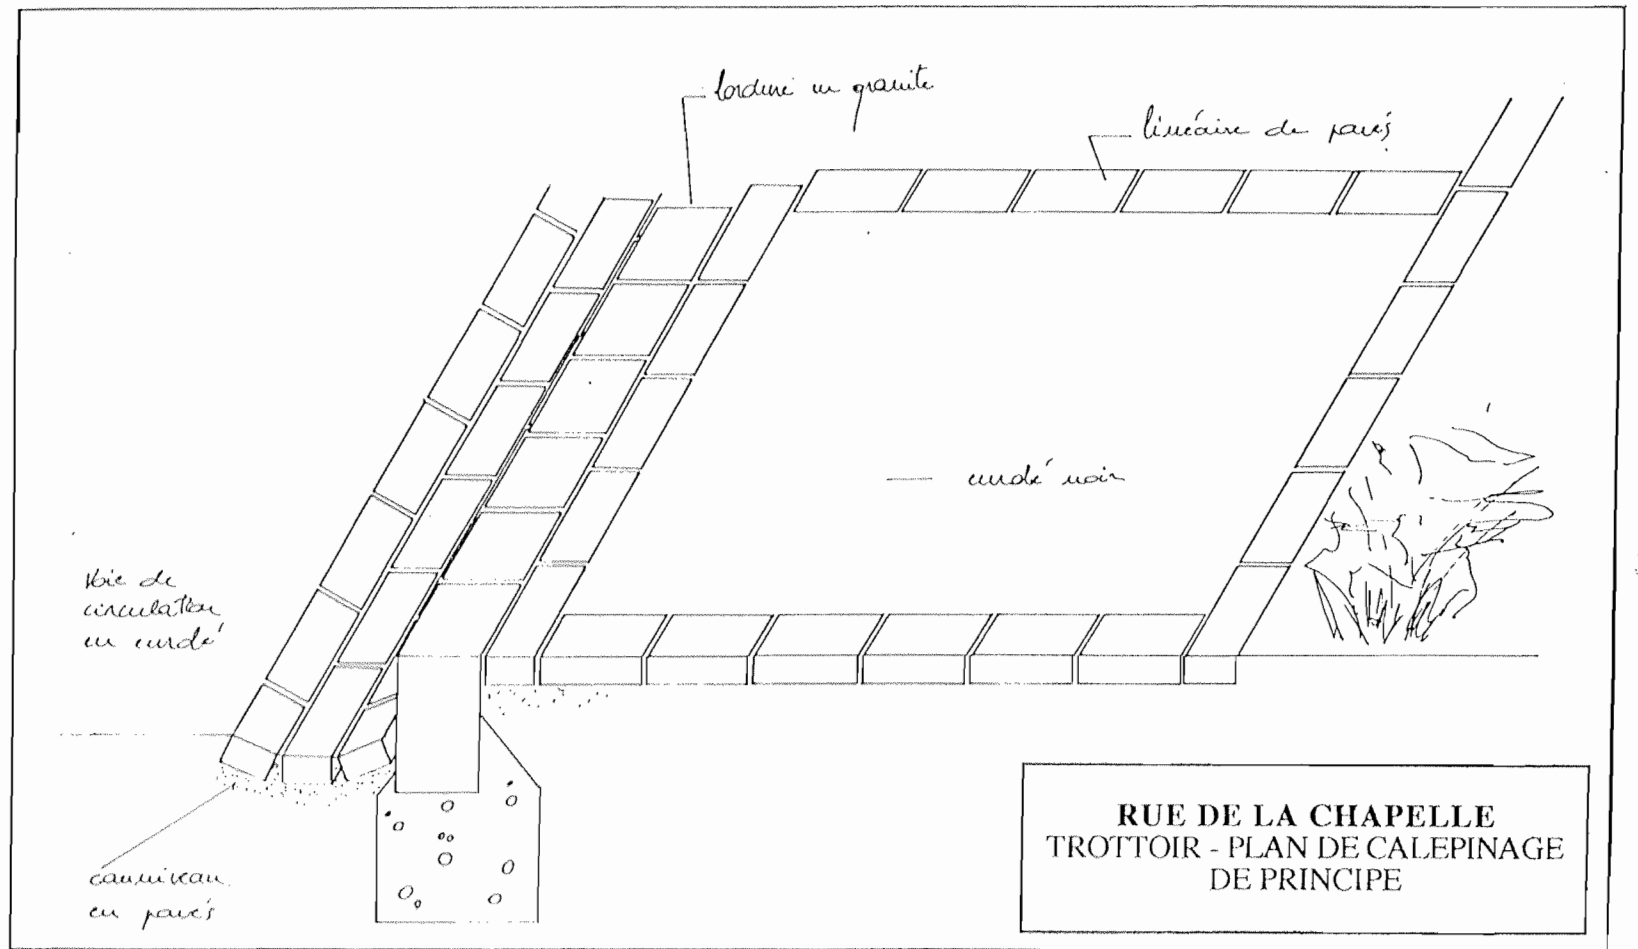 bordure en granite
linéaire de pavés
enrobé noir
Voie de
circulation
en enrobé
caniveau
en pavés
RUE DE LA CHAPELLE
TROTTOIR - PLAN DE CALEPINAGE
DE PRINCIPE